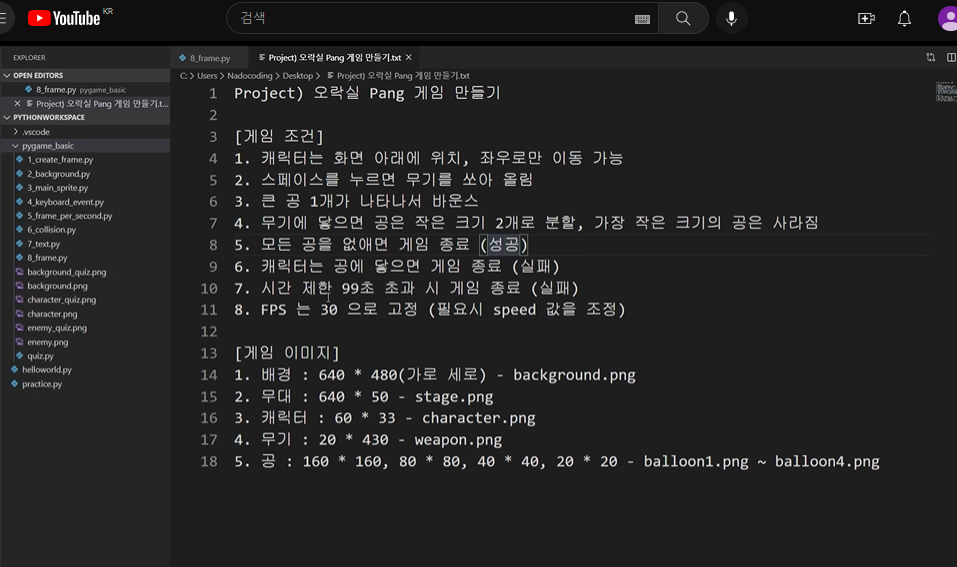 YouTube KR
검색
EXPLORER
OPEN EDITORS
8_frame.py pygame_basic
Project) 오락실 Pang 게임 만들기.t...
PYTHONWORKSPACE
.vscode
pygame_basic
1_create_frame.py
2_background.py
3_main_sprite.py
4_keyboard_event.py
5_frame_per_second.py
6_collision.py
7_text.py
8_frame.py
background_quiz.png
background.png
character_quiz.png
character.png
enemy_quiz.png
enemy.png
quiz.py
helloworld.py
practice.py
8_frame.py
Project) 오락실 Pang 게임 만들기.txt
C: > Users > Nadocoding > Desktop > Project) 오락실 Pang 게임 만들기.txt
1 Project) 오락실 Pang 게임 만들기
2
3 [게임 조건]
4 1. 캐릭터는 화면 아래에 위치, 좌우로만 이동 가능
5 2. 스페이스를 누르면 무기를 쏘아 올림
6 3. 큰 공 1개가 나타나서 바운스
7 4. 무기에 닿으면 공은 작은 크기 2개로 분할, 가장 작은 크기의 공은 사라짐
8 5. 모든 공을 없애면 게임 종료 (성공)
9 6. 캐릭터는 공에 닿으면 게임 종료 (실패)
10 7. 시간 제한 99초 초과 시 게임 종료 (실패)
11 8. FPS 는 30 으로 고정 (필요시 speed 값을 조정)
12
13 [게임 이미지]
14 1. 배경 : 640 * 480(가로 세로) - background.png
15 2. 무대 : 640 * 50 - stage.png
16 3. 캐릭터 : 60 * 33 - character.png
17 4. 무기 : 20 * 430 - weapon.png
18 5. 공 : 160 * 160, 80 * 80, 40 * 40, 20 * 20 - balloon1.png ~ balloon4.png